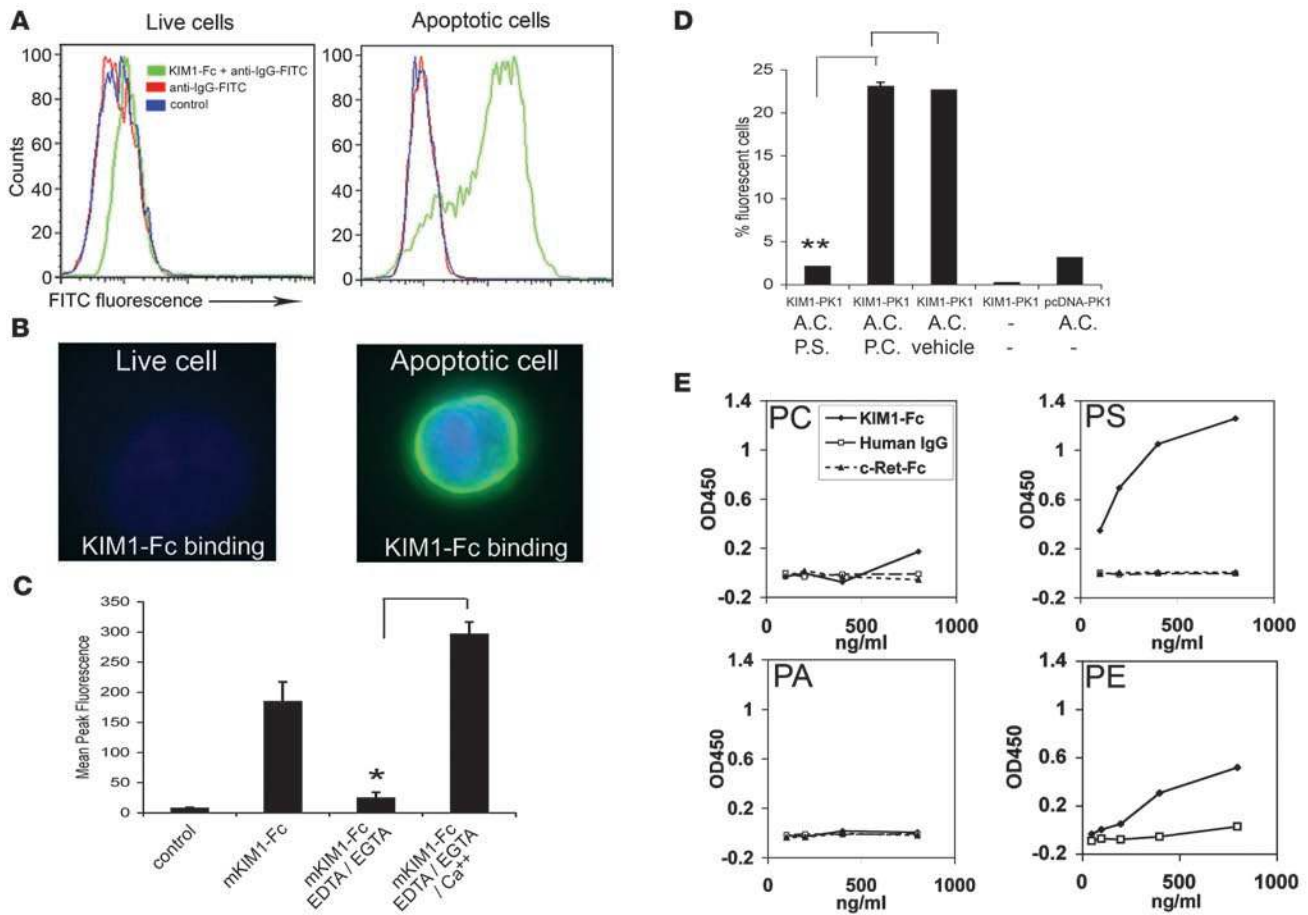 A
Live cells
Apoptotic cells
100
80
60
40
20
0
Counts
KIM1-Fc + anti-IgG-FITC
anti-IgG-FITC
control
100
80
60
40
20
0
FITC fluorescence
B
Live cell
KIM1-Fc binding
Apoptotic cell
KIM1-Fc binding
C
Mean Peak Fluorescence
350
300
250
200
150
100
50
0
*
control
mKIM1-Fc
mKIM1-Fc
EDTA / EGTA
mKIM1-Fc
EDTA / EGTA
/ Ca++
D
% fluorescent cells
25
20
15
10
5
0
**
KIM1-PK1 KIM1-PK1 KIM1-PK1 KIM1-PK1 pcDNA-PK1
A.C. A.C. A.C. - A.C.
P.S. P.C. vehicle - -
E
PC
KIM1-Fc
Human IgG
c-Ret-Fc
OD450
1.4
1
0.6
0.2
-0.2
0 500 1000
ng/ml
PS
OD450
1.4
1
0.6
0.2
-0.2
0 500 1000
ng/ml
PA
OD450
1.4
1
0.6
0.2
-0.2
0 500 1000
ng/ml
PE
OD450
1.4
1
0.6
0.2
-0.2
0 500 1000
ng/ml